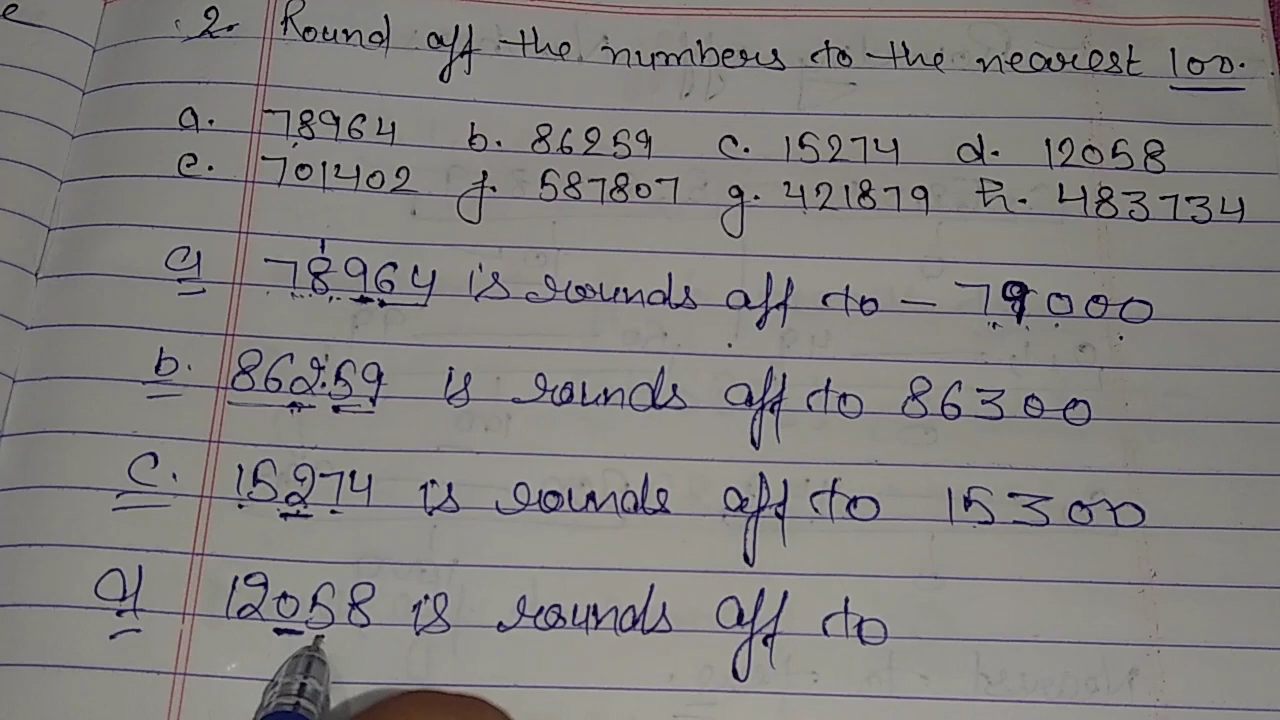 2. Round off the numbers to the nearest 100.
a. 78964 b. 86259 c. 15274 d. 12058
e. 701402 f. 587807 g. 421879 h. 483734
a 78964 is rounds off to - 79000
b. 86259 is rounds off to 86300
c. 15274 is rounds off to 15300
d 12058 is rounds off to